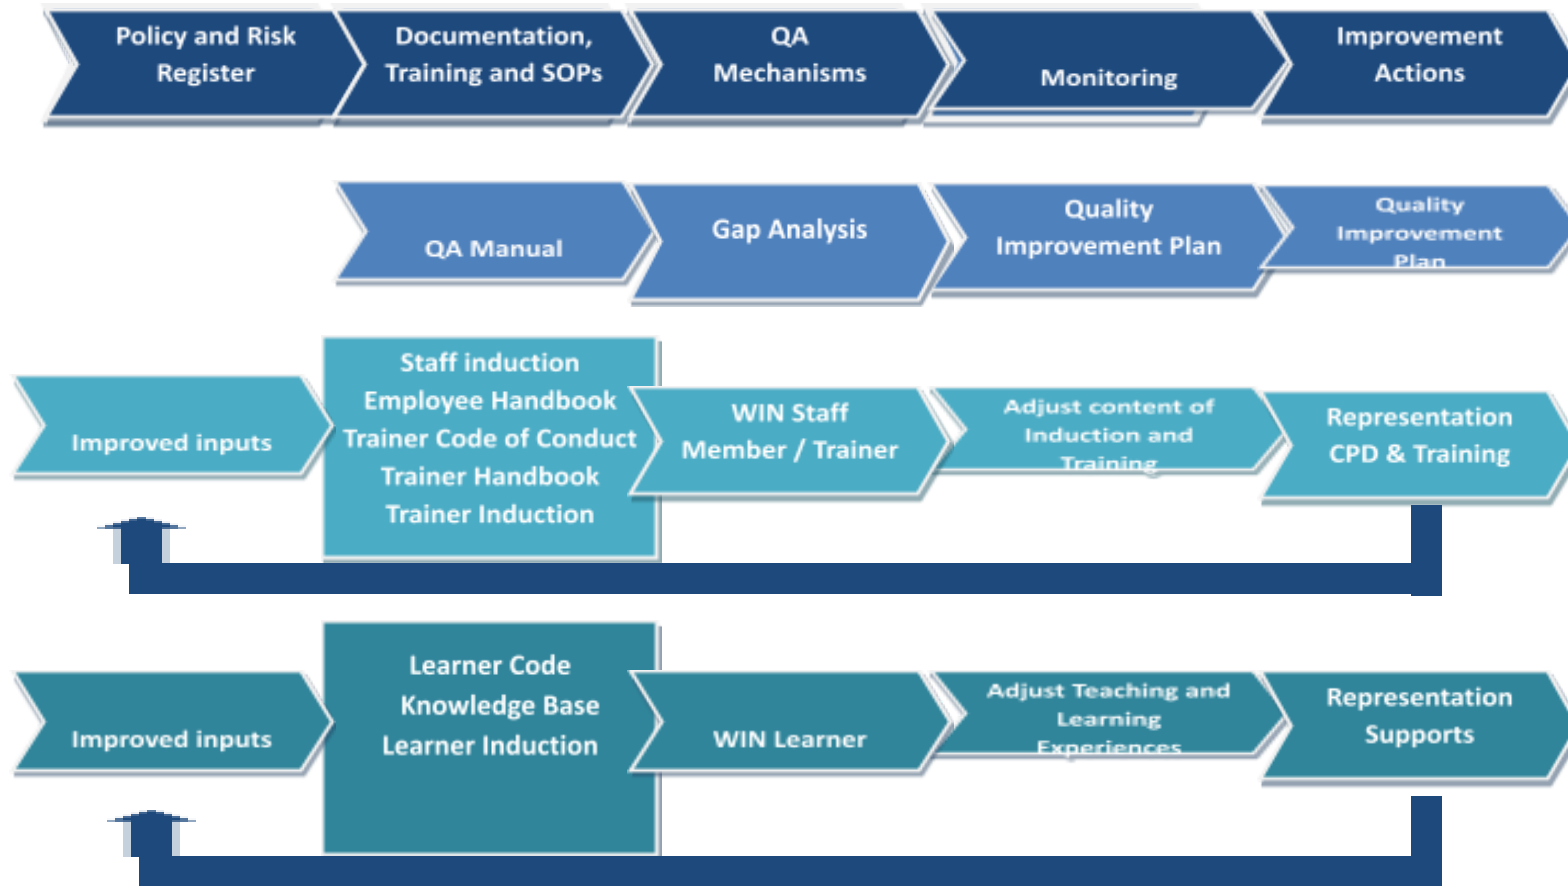 Policy and Risk
Register
Documentation,
Training and SOPs
QA
Mechanisms
Monitoring
Improvement
Actions
QA Manual
Gap Analysis
Quality
Improvement Plan
Quality
Improvement
Plan
Improved inputs
Staff induction
Employee Handbook
Trainer Code of Conduct
Trainer Handbook
Trainer Induction
WIN Staff
Member / Trainer
Adjust content of
Induction and
Training
Representation
CPD & Training
Improved inputs
Learner Code
Knowledge Base
Learner Induction
WIN Learner
Adjust Teaching and
Learning
Experiences
Representation
Supports